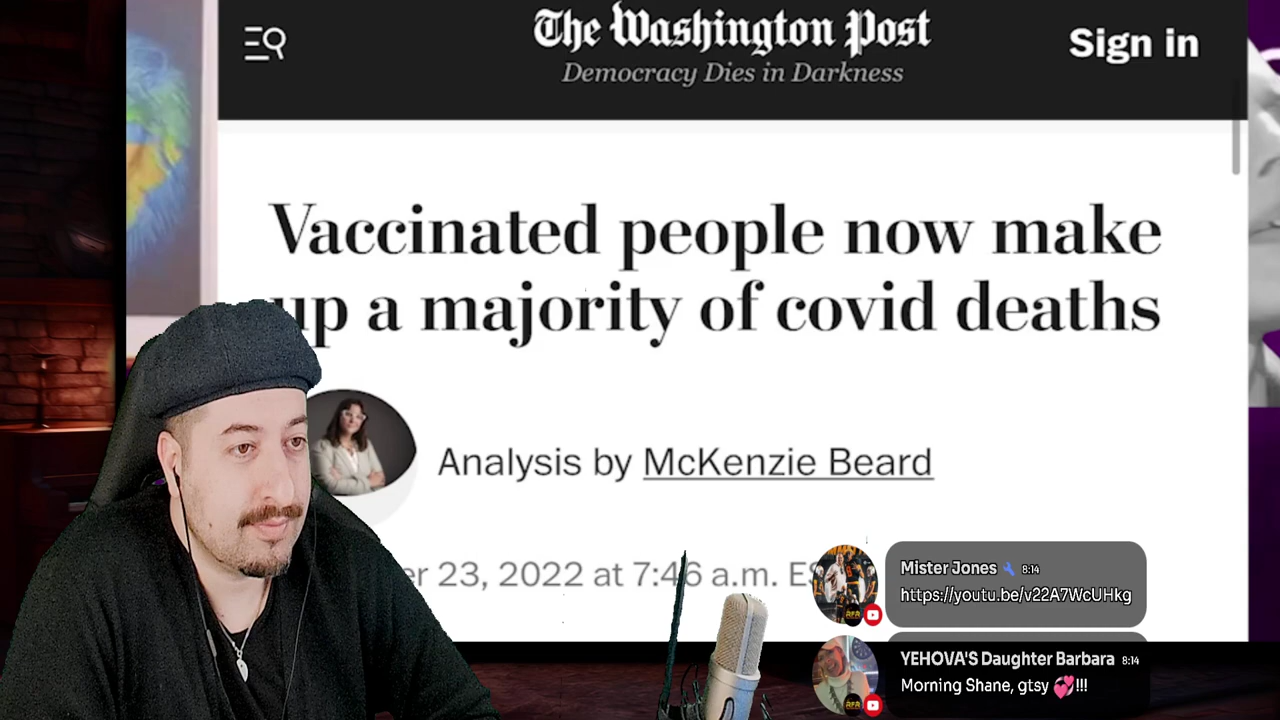 The Washington Post
Democracy Dies in Darkness
Sign in
Vaccinated people now make
up a majority of covid deaths
Analysis by McKenzie Beard
23, 2022 at 7:46 a.m.
Mister Jones 8:14
https://youtu.be/v22A7WcUHkg
YEHOVA'S Daughter Barbara 8:14
Morning Shane, gtsy 💞!!!